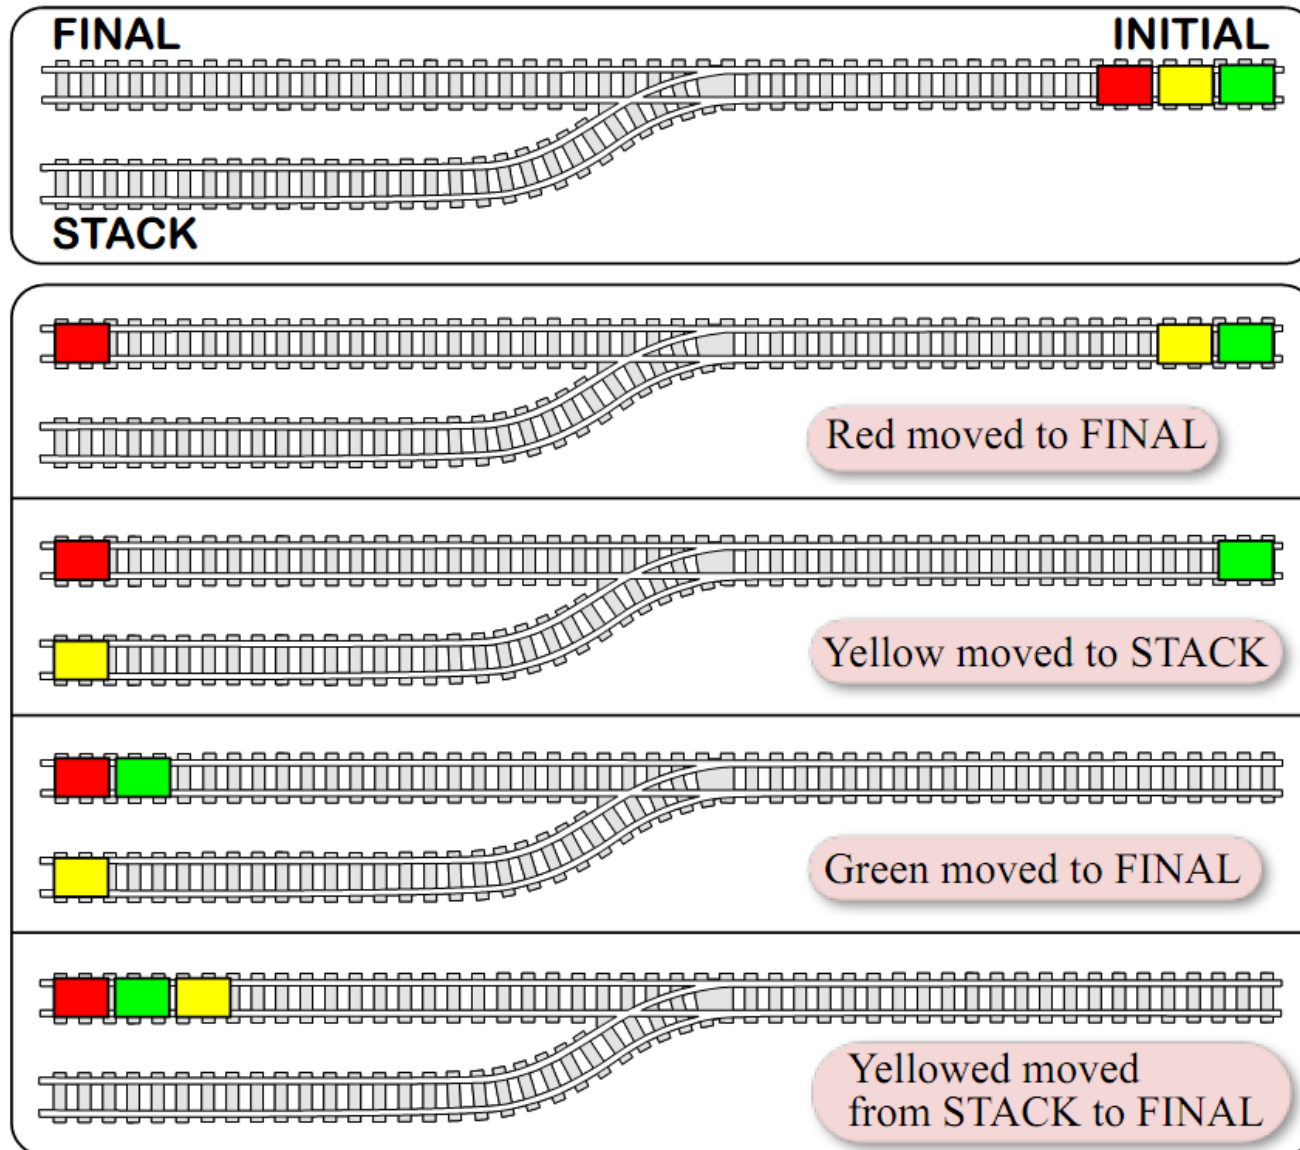 FINAL INITIAL
STACK
Red moved to FINAL
Yellow moved to STACK
Green moved to FINAL
Yellowed moved
from STACK to FINAL